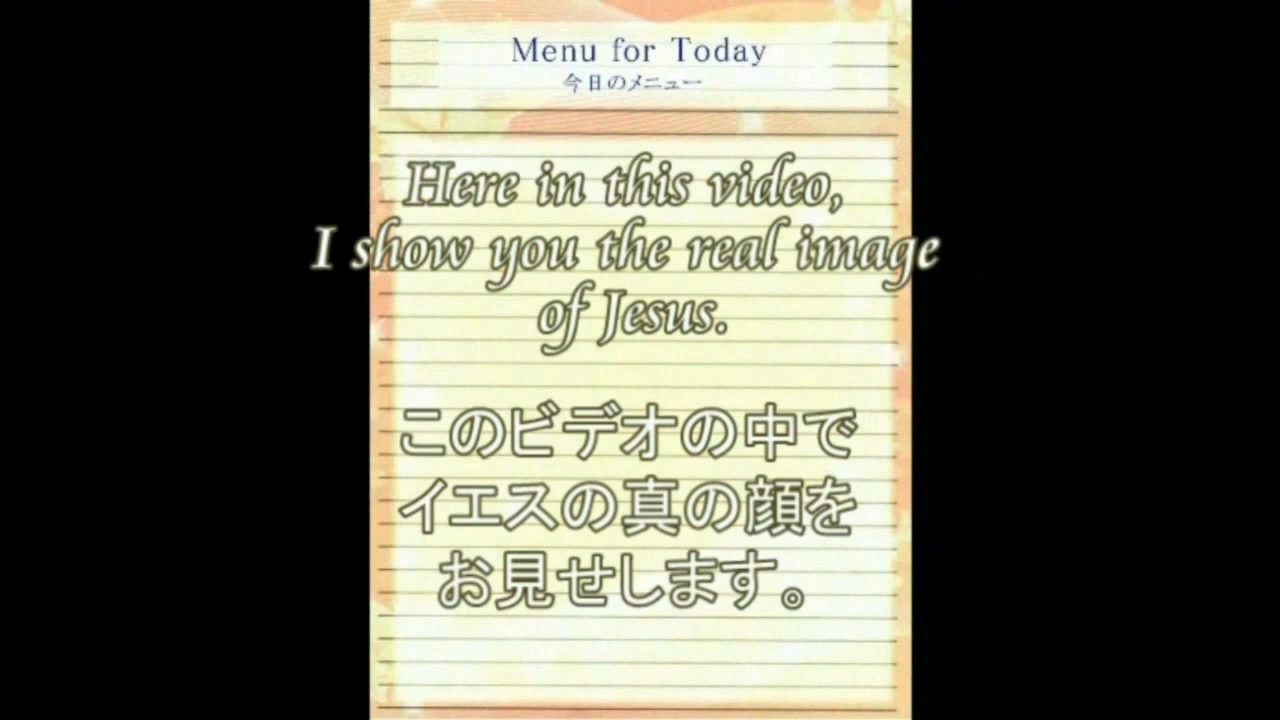 Menu for Today
今日のメニュー
Here in this video,
I show you the real image
of Jesus.
このビデオの中で
イエスの真の顔を
お見せします。